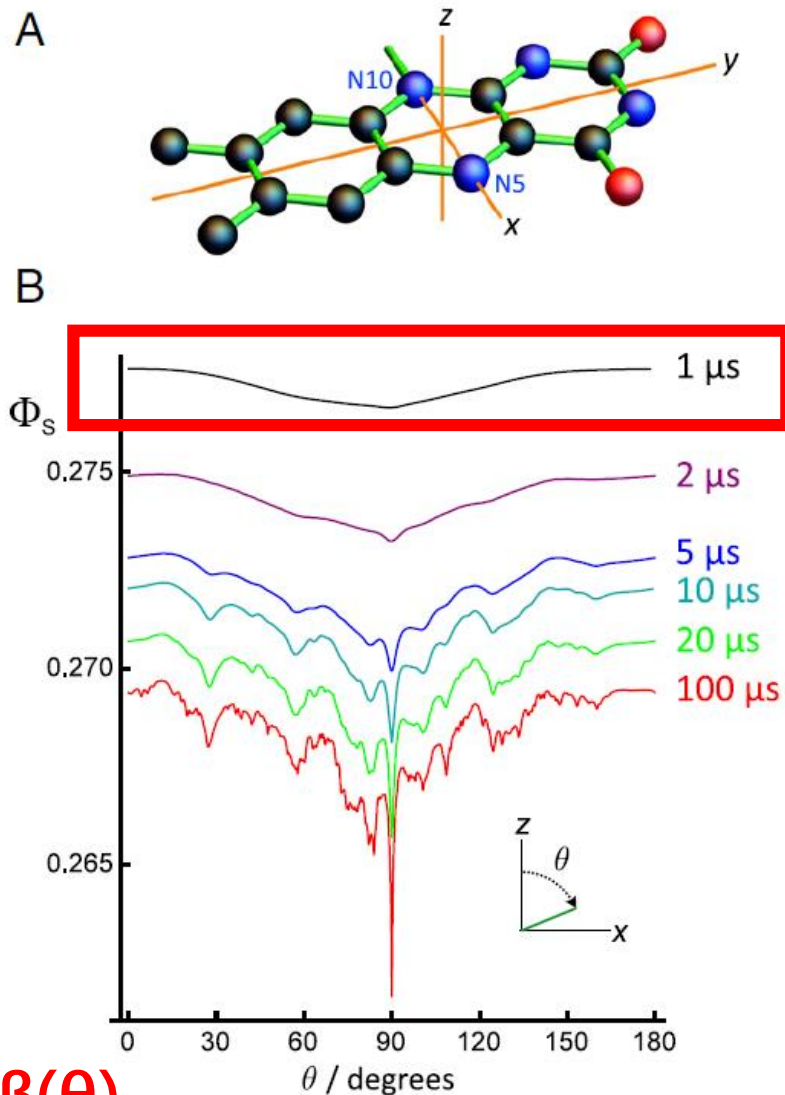 A
z
y
N10
N5
x
B
1 µs
Φs
0.275
2 µs
5 µs
10 µs
0.270
20 µs
100 µs
z
θ
0.265
x
0 30 60 90 120 150 180
θ / degrees
β(θ)